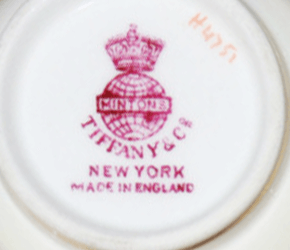 H4751
MINTONS
TIFFANY & Co
NEW YORK
MADE IN ENGLAND